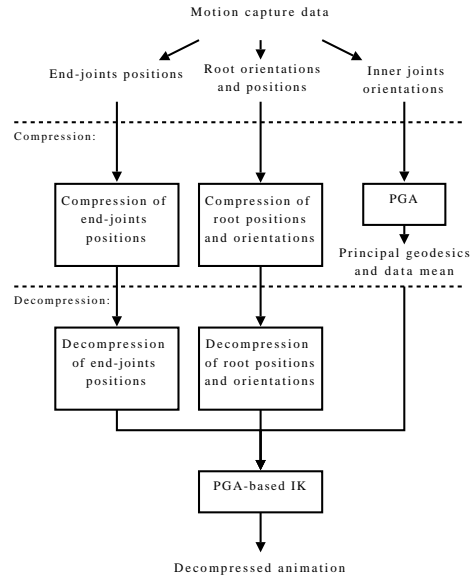 Motion capture data
End-joints positions
Root orientations
and positions
Inner joints
orientations
Compression:
Compression of
end-joints
positions
Compression of
root positions
and orientations
PGA
Principal geodesics
and data mean
Decompression:
Decompression
of end-joints
positions
Decompression
of root positions
and orientations
PGA-based IK
Decompressed animation